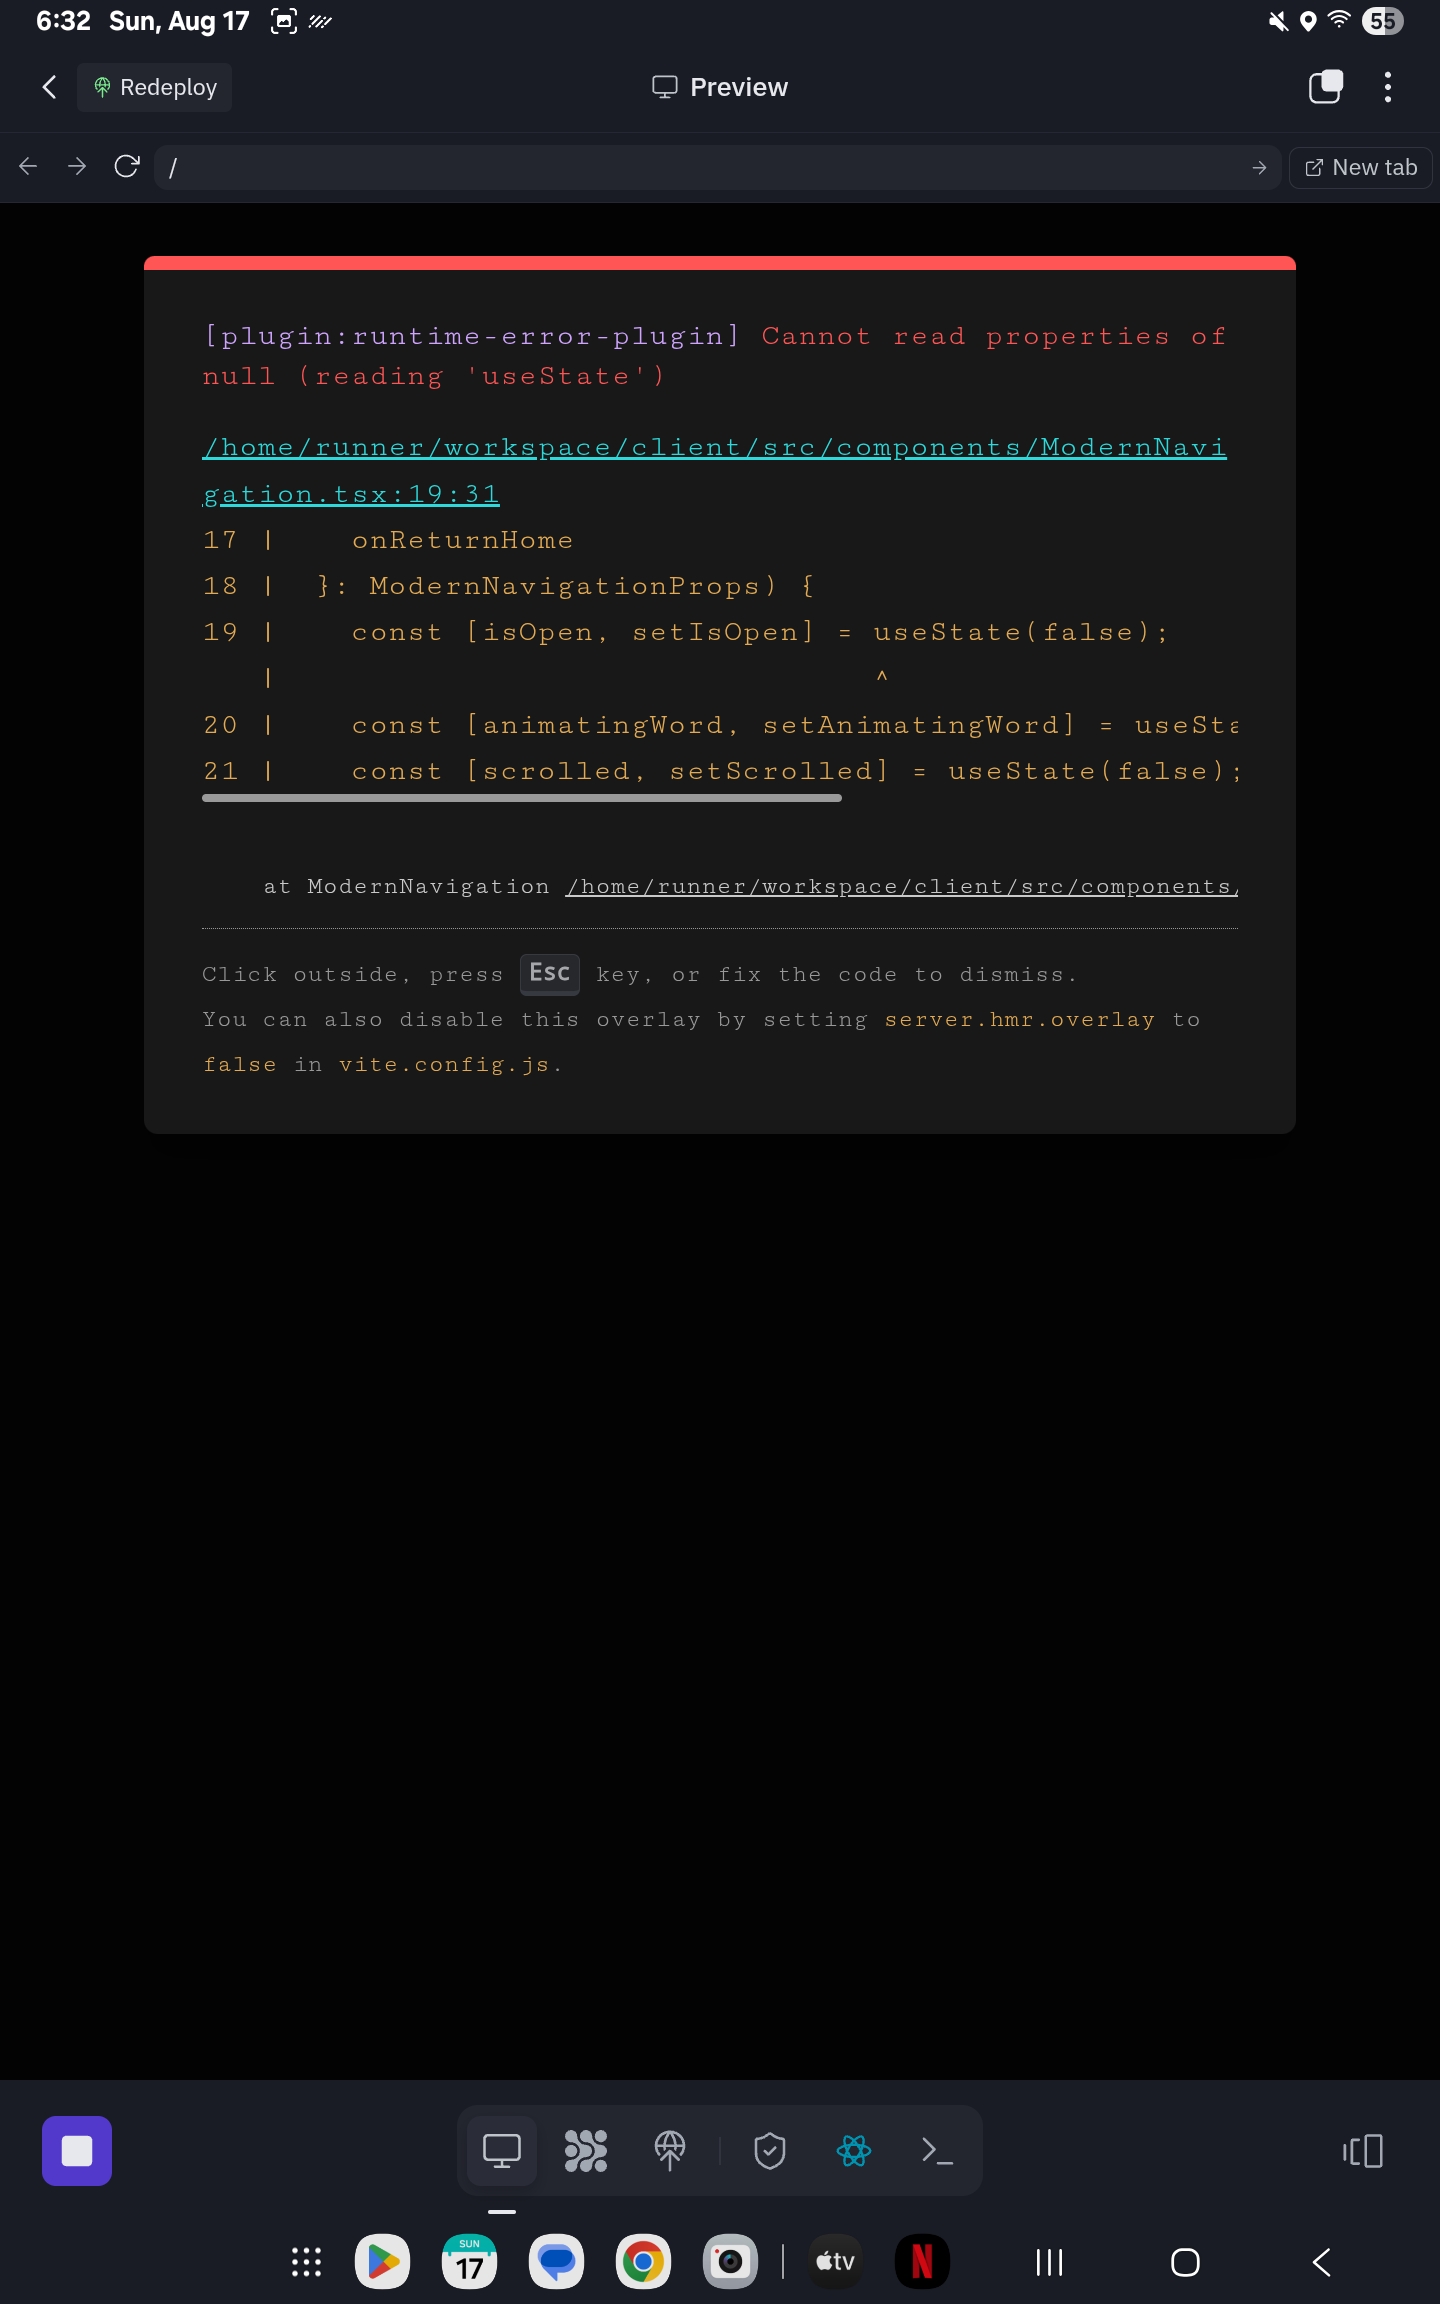 6:32 Sun, Aug 17
55
Redeploy
Preview
/
New tab
[plugin:runtime-error-plugin] Cannot read properties of
null (reading 'useState')
/home/runner/workspace/client/src/components/ModernNavi
gation.tsx:19:31
17 |    onReturnHome
18 |  }: ModernNavigationProps) {
19 |    const [isOpen, setIsOpen] = useState(false);
   |                                ^
20 |    const [animatingWord, setAnimatingWord] = useSta
21 |    const [scrolled, setScrolled] = useState(false);
at ModernNavigation /home/runner/workspace/client/src/components/
Click outside, press Esc key, or fix the code to dismiss.
You can also disable this overlay by setting server.hmr.overlay to
false in vite.config.js.
SUN
17
tv
N